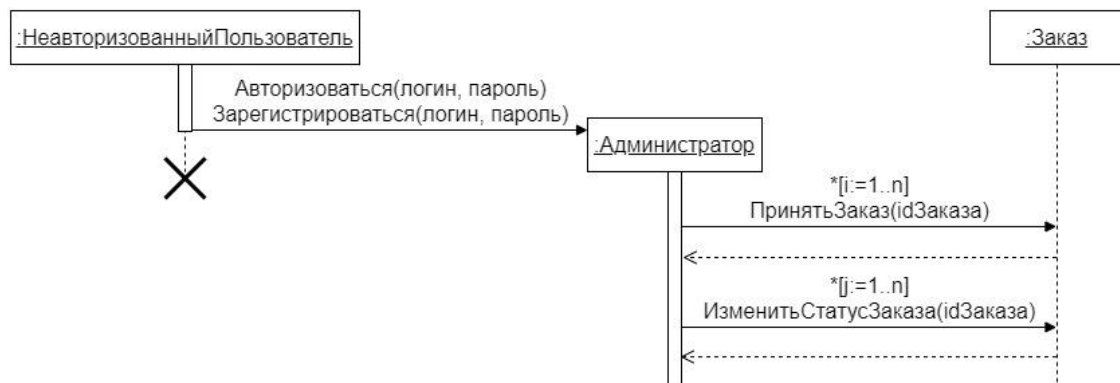 :НеавторизованныйПользователь
:Заказ
Авторизоваться(логин, пароль)
Зарегистрироваться(логин, пароль)
:Администратор
*[i:=1..n]
ПринятьЗаказ(idЗаказа)
*[j:=1..n]
ИзменитьСтатусЗаказа(idЗаказа)